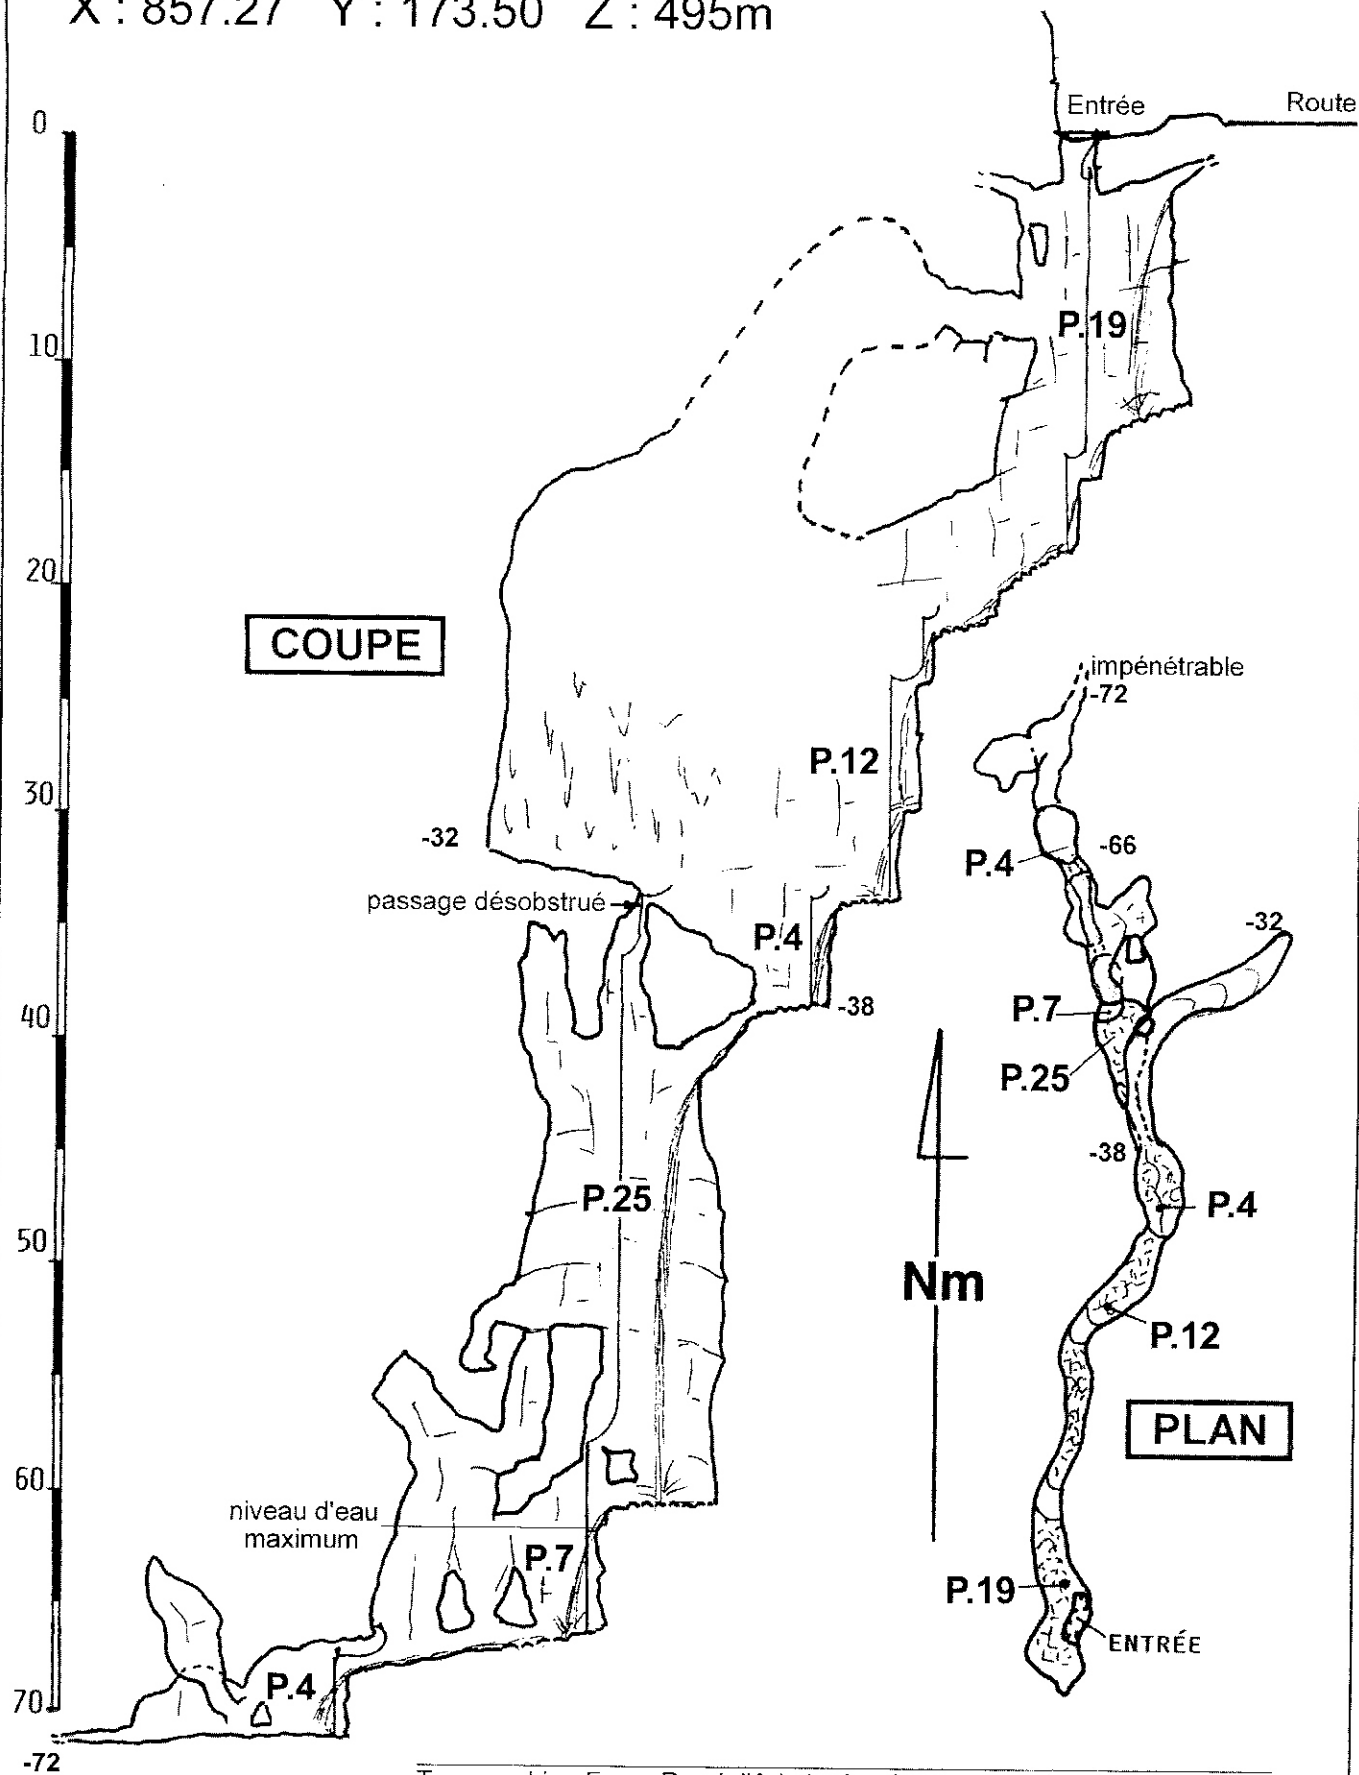 X : 857.27 Y : 173.50 Z : 495m
Entrée
Route
0
10
20
30
40
50
60
70
-72
P.19
COUPE
P.12
-32
passage désobstrué
P.4
-38
P.25
niveau d'eau
maximum
P.7
P.4
impénétrable
-72
P.4
-66
-32
P.7
P.25
-38
P.4
Nm
P.12
PLAN
P.19
ENTRÉE